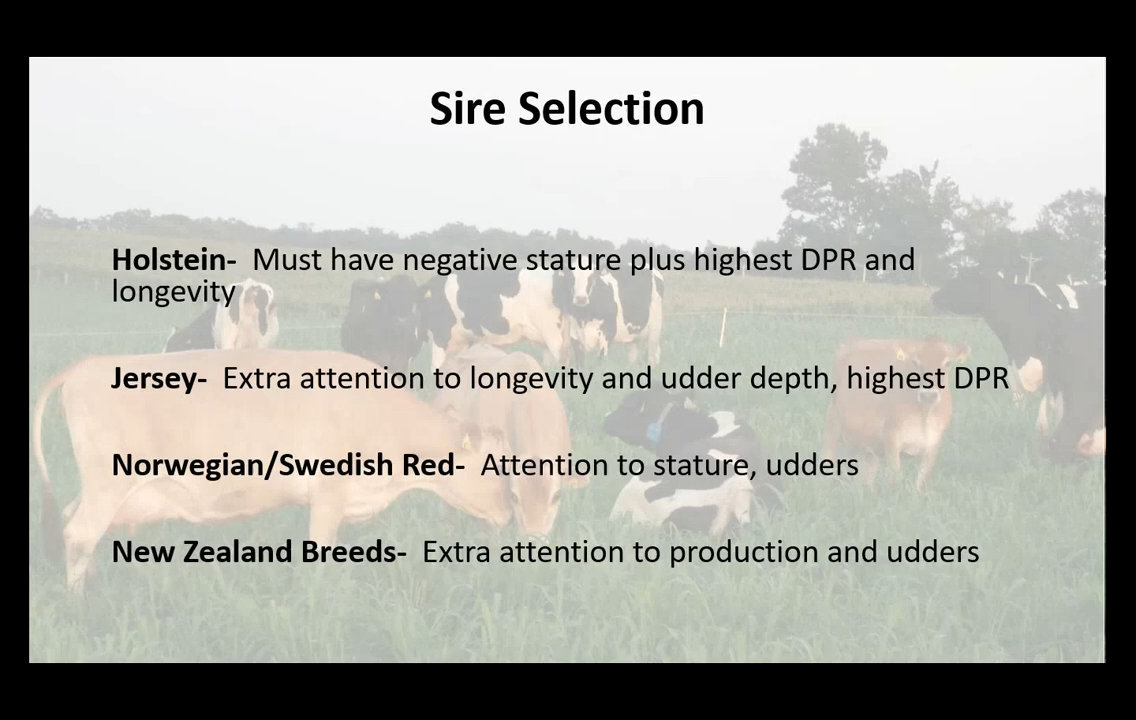 Sire Selection
Holstein- Must have negative stature plus highest DPR and
longevity
Jersey- Extra attention to longevity and udder depth, highest DPR
Norwegian/Swedish Red- Attention to stature, udders
New Zealand Breeds- Extra attention to production and udders